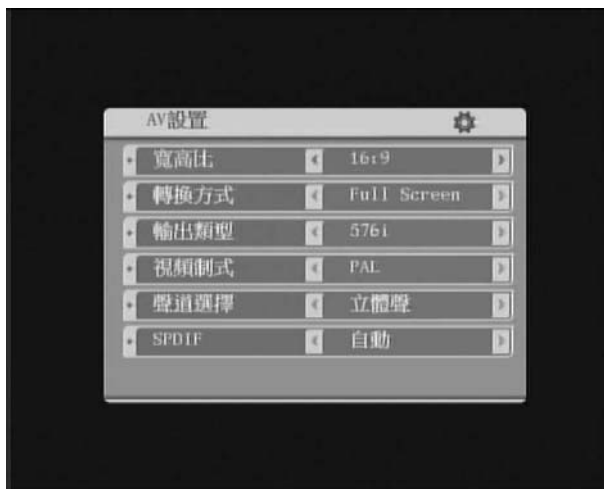 AV設置
寬高比 16:9
轉換方式 Full Screen
輸出類型 576i
視頻制式 PAL
聲道選擇 立體聲
SPDIF 自動